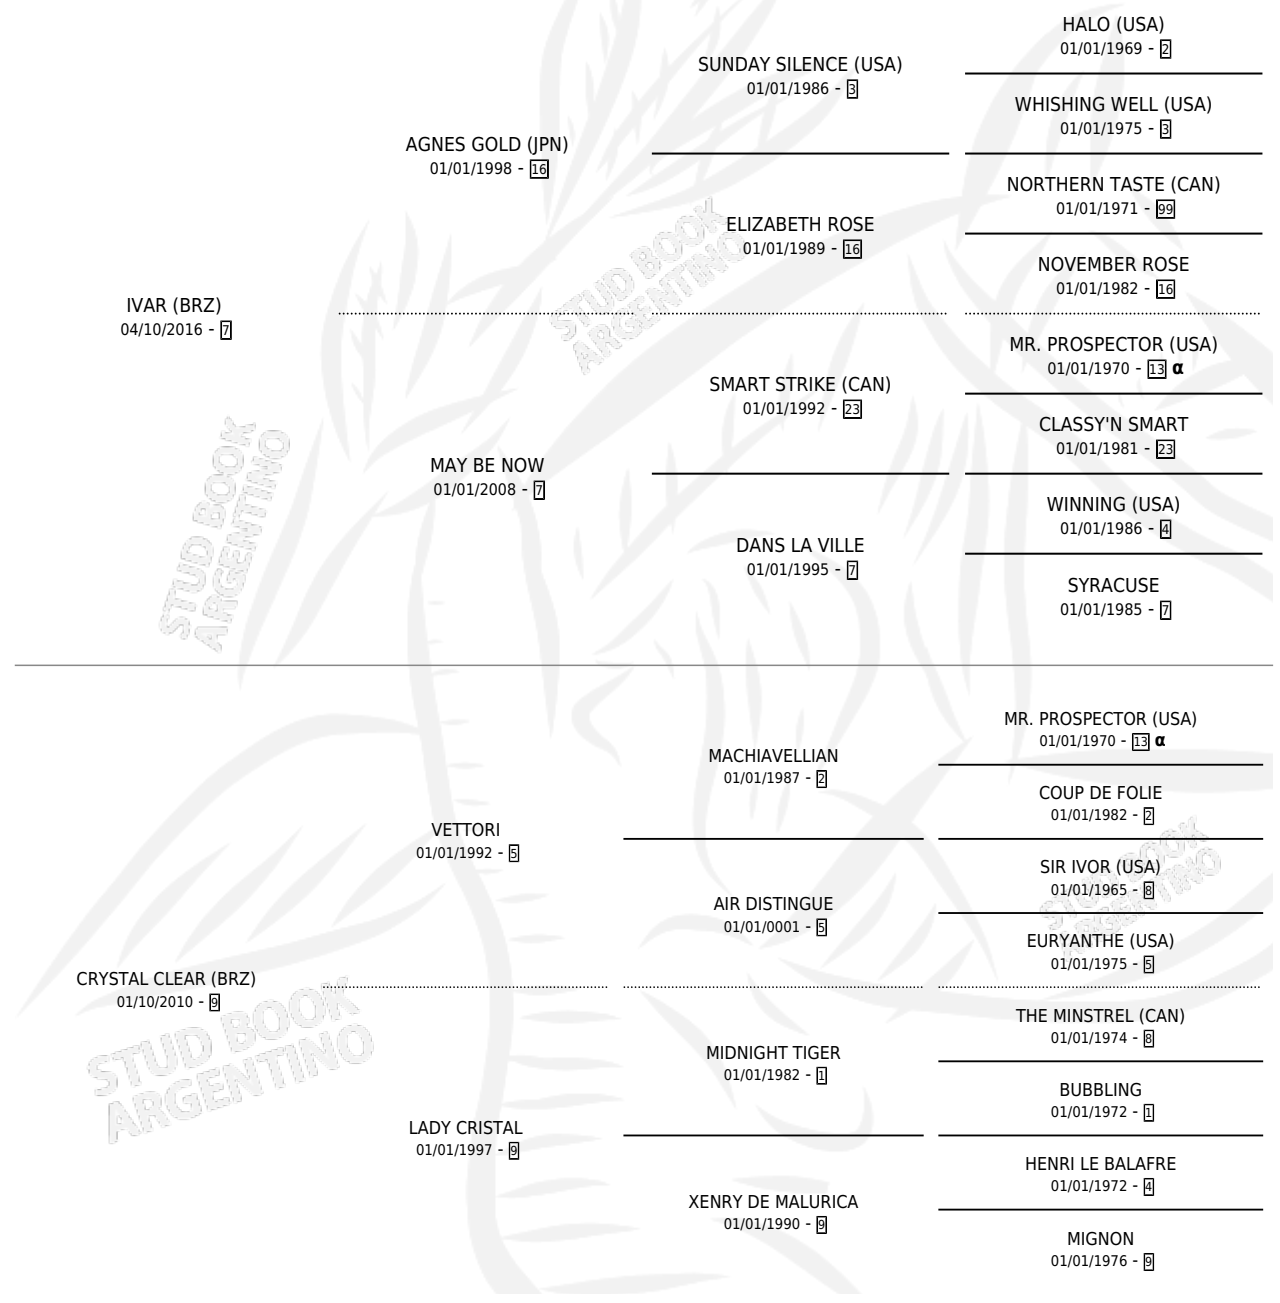 HALO (USA)
01/01/1969 - 2
SUNDAY SILENCE (USA)
01/01/1986 - 3
WHISHING WELL (USA)
01/01/1975 - 3
AGNES GOLD (JPN)
01/01/1998 - 16
NORTHERN TASTE (CAN)
01/01/1971 - 99
ELIZABETH ROSE
01/01/1989 - 16
NOVEMBER ROSE
01/01/1982 - 16
IVAR (BRZ)
04/10/2016 - 7
MR. PROSPECTOR (USA)
01/01/1970 - 13 α
SMART STRIKE (CAN)
01/01/1992 - 23
CLASSY'N SMART
01/01/1981 - 23
MAY BE NOW
01/01/2008 - 7
WINNING (USA)
01/01/1986 - 4
DANS LA VILLE
01/01/1995 - 7
SYRACUSE
01/01/1985 - 7
MR. PROSPECTOR (USA)
01/01/1970 - 13 α
MACHIAVELLIAN
01/01/1987 - 2
COUP DE FOLIE
01/01/1982 - 2
VETTORI
01/01/1992 - 5
SIR IVOR (USA)
01/01/1965 - 8
AIR DISTINGUE
01/01/0001 - 5
EURYANTHE (USA)
01/01/1975 - 5
CRYSTAL CLEAR (BRZ)
01/10/2010 - 9
THE MINSTREL (CAN)
01/01/1974 - 8
MIDNIGHT TIGER
01/01/1982 - 1
BUBBLING
01/01/1972 - 1
LADY CRISTAL
01/01/1997 - 9
HENRI LE BALAFRE
01/01/1972 - 4
XENRY DE MALURICA
01/01/1990 - 9
MIGNON
01/01/1976 - 9
STUD BOOK
ARGENTINO
STUD BOOK
ARGENTINO
STUD BOOK
ARGENTINO
STUD BOOK
ARGENTINO